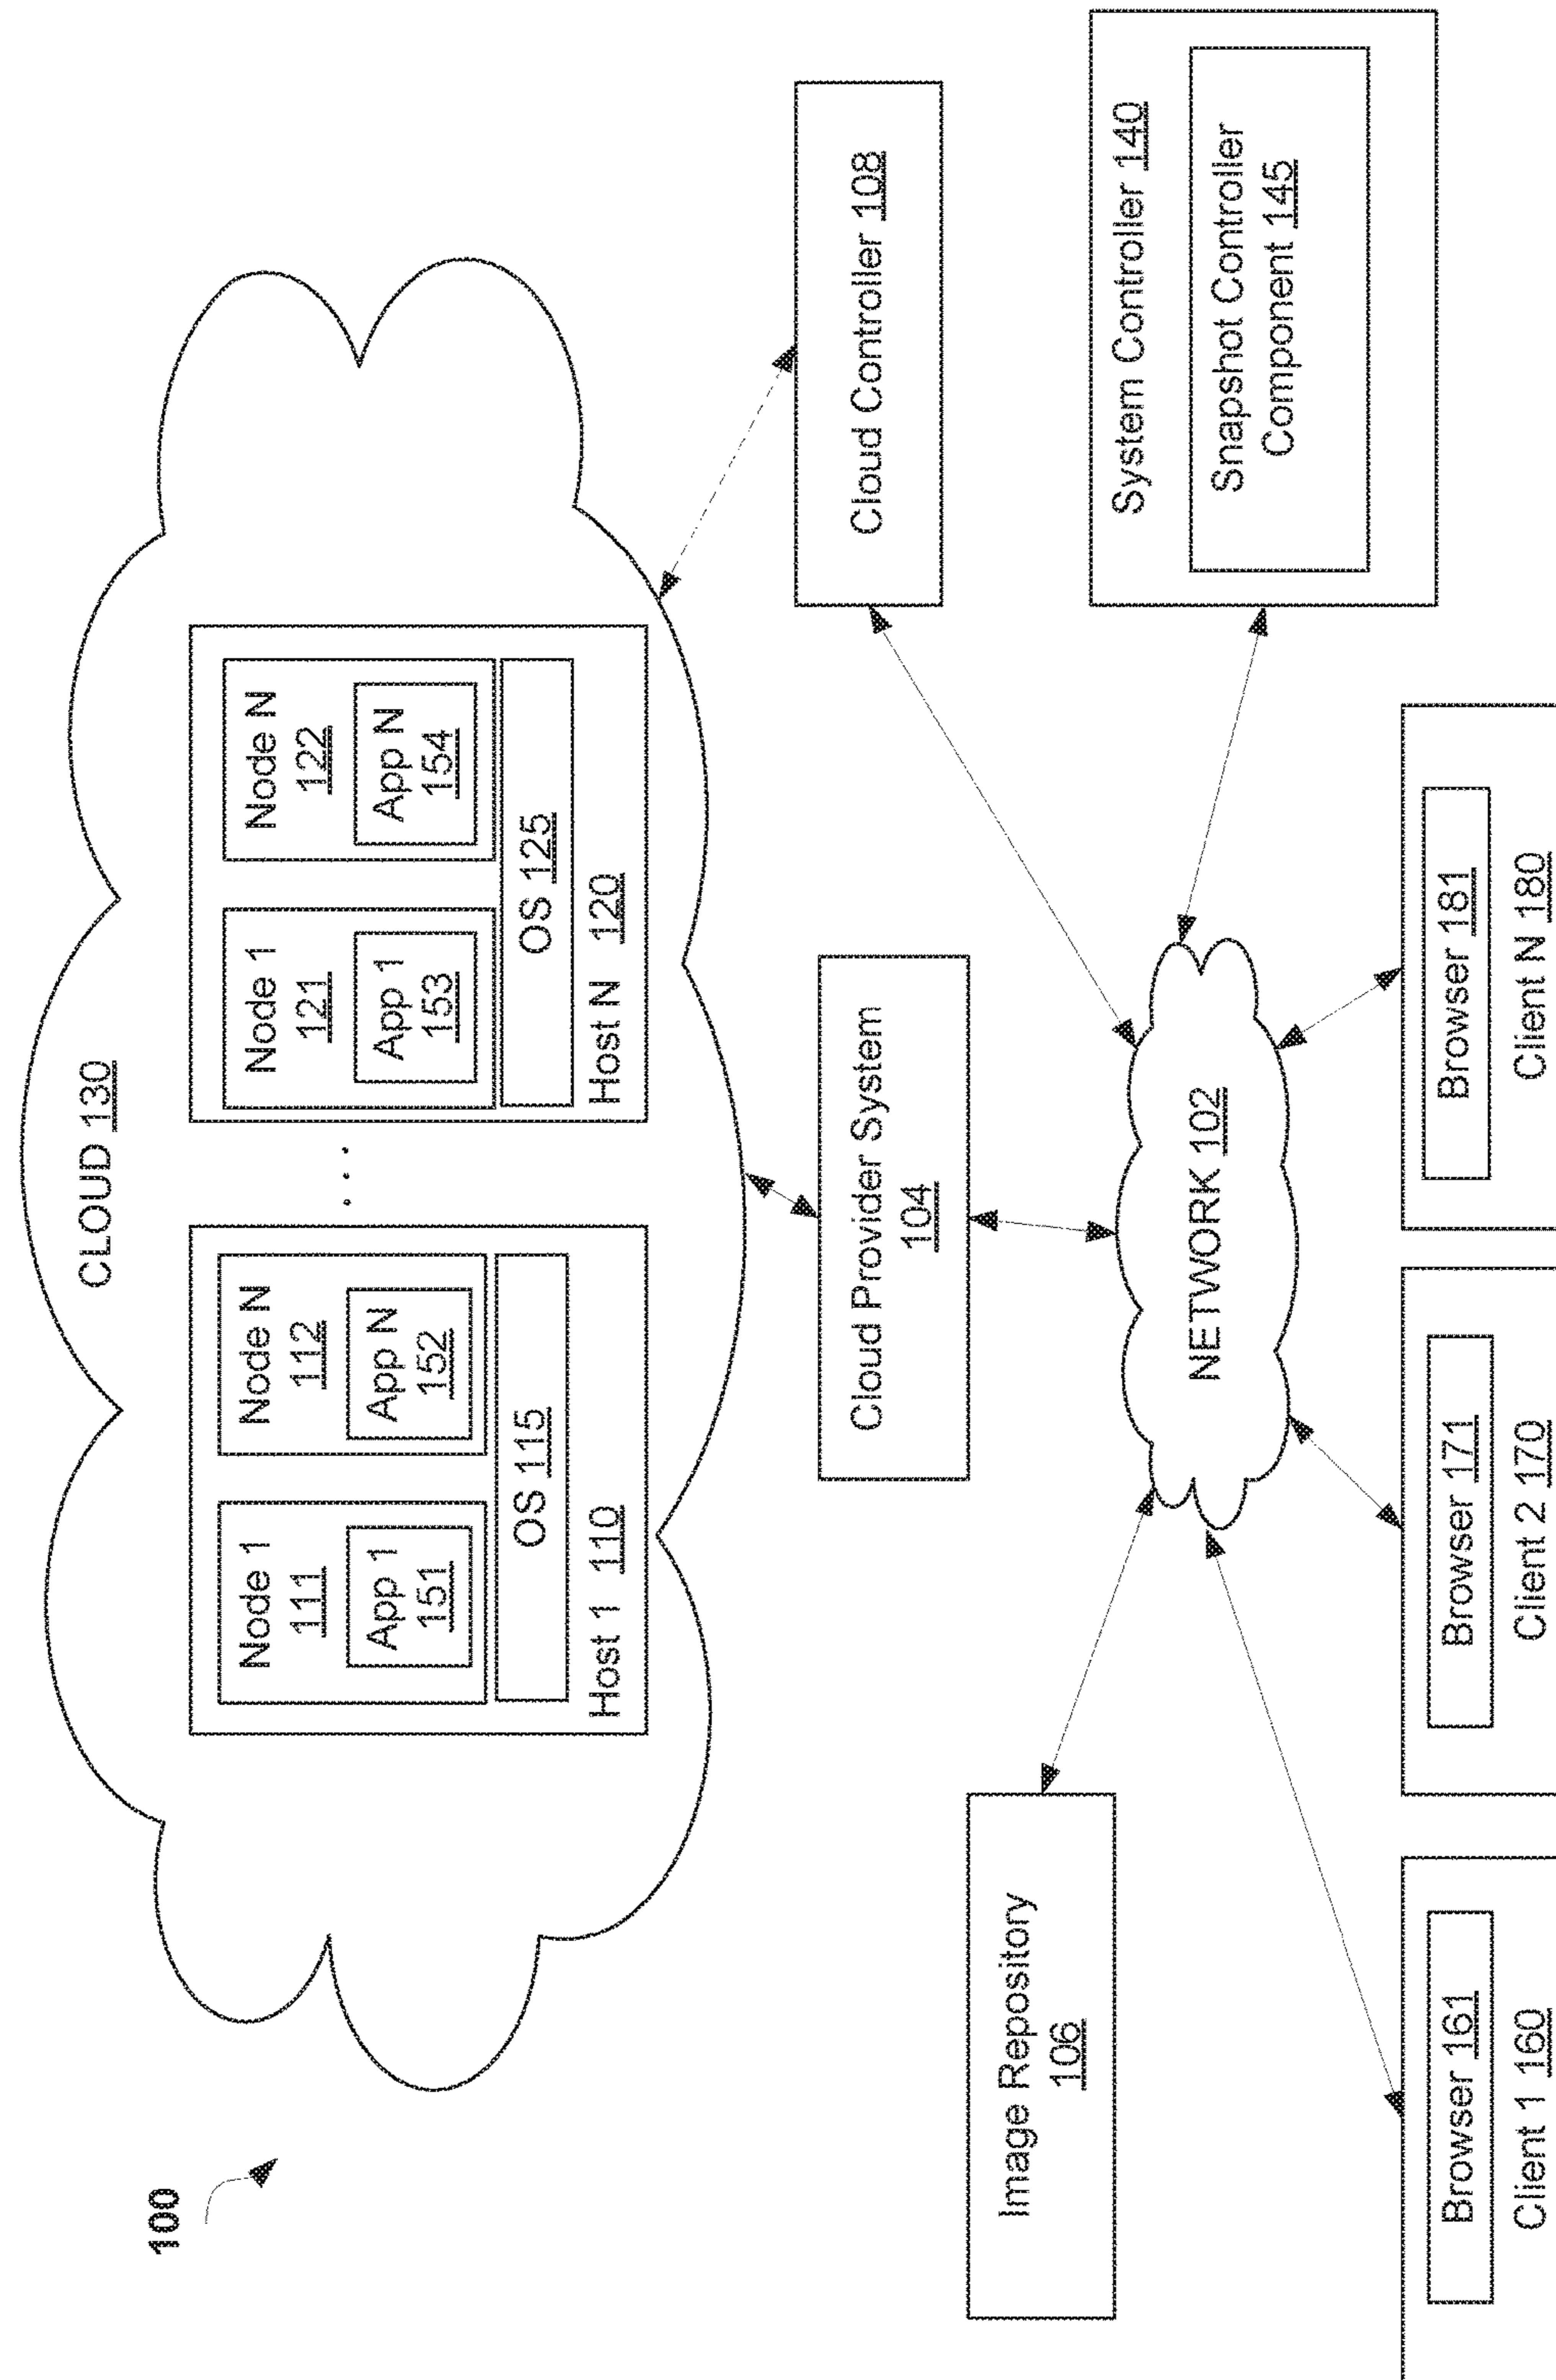 100
CLOUD 130
Node 1
111
App 1
151
Node N
112
App N
152
OS 115
Host 1 110
. . .
Node 1
121
App 1
153
Node N
122
App N
154
OS 125
Host N 120
Cloud Provider System
104
Cloud Controller 108
Image Repository
106
NETWORK 102
System Controller 140
Snapshot Controller
Component 145
Browser 161
Client 1 160
Browser 171
Client 2 170
Browser 181
Client N 180